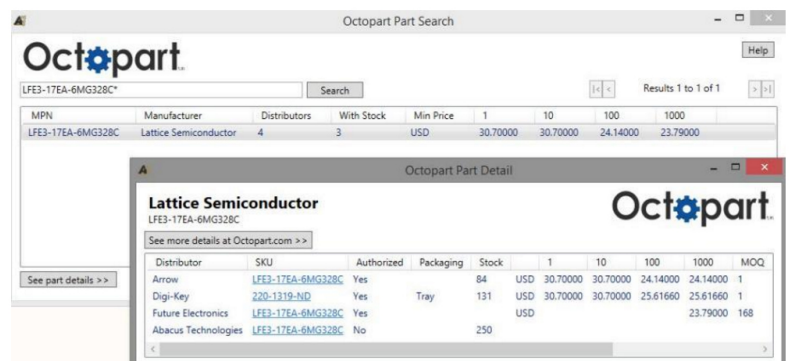 Octopart Part Search
Octopart
Help
LFE3-17EA-6MG328C* Search |< < Results 1 to 1 of 1 > >|
MPN Manufacturer Distributors With Stock Min Price 1 10 100 1000
LFE3-17EA-6MG328C Lattice Semiconductor 4 3 USD 30.70000 30.70000 24.14000 23.79000
See part details >>
Octopart Part Detail
Lattice Semiconductor
LFE3-17EA-6MG328C
Octopart
See more details at Octopart.com >>
Distributor SKU Authorized Packaging Stock 1 10 100 1000 MOQ
Arrow LFE3-17EA-6MG328C Yes 84 USD 30.70000 30.70000 24.14000 24.14000 1
Digi-Key 220-1319-ND Yes Tray 131 USD 30.70000 30.70000 25.61660 25.61660 1
Future Electronics LFE3-17EA-6MG328C Yes USD 23.79000 168
Abacus Technologies LFE3-17EA-6MG328C No 250